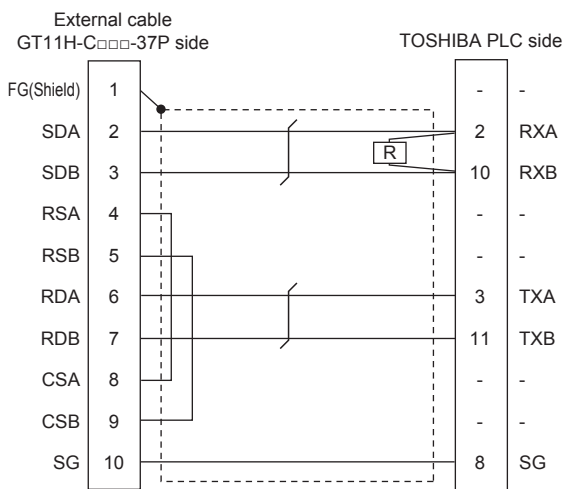 External cable
GT11H-C□□□-37P side
TOSHIBA PLC side
FG(Shield) 1 - -
SDA 2 2 RXA
R
SDB 3 10 RXB
RSA 4 - -
RSB 5 - -
RDA 6 3 TXA
RDB 7 11 TXB
CSA 8 - -
CSB 9 - -
SG 10 8 SG